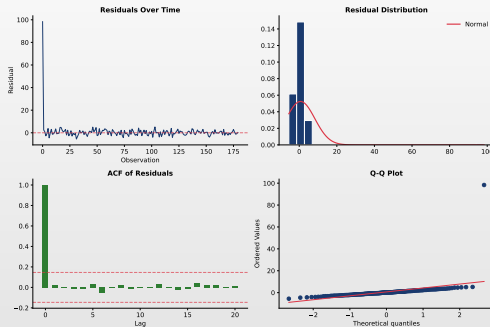 Residuals Over Time
100
80
60
40
20
0
Residual
0 25 50 75 100 125 150 175
Observation
Residual Distribution
Normal
0.14
0.12
0.10
0.08
0.06
0.04
0.02
0.00
0 20 40 60 80 100
ACF of Residuals
1.0
0.8
0.6
0.4
0.2
0.0
−0.2
0 5 10 15 20
Lag
Q-Q Plot
100
80
60
40
20
0
Ordered Values
−2 −1 0 1 2
Theoretical quantiles